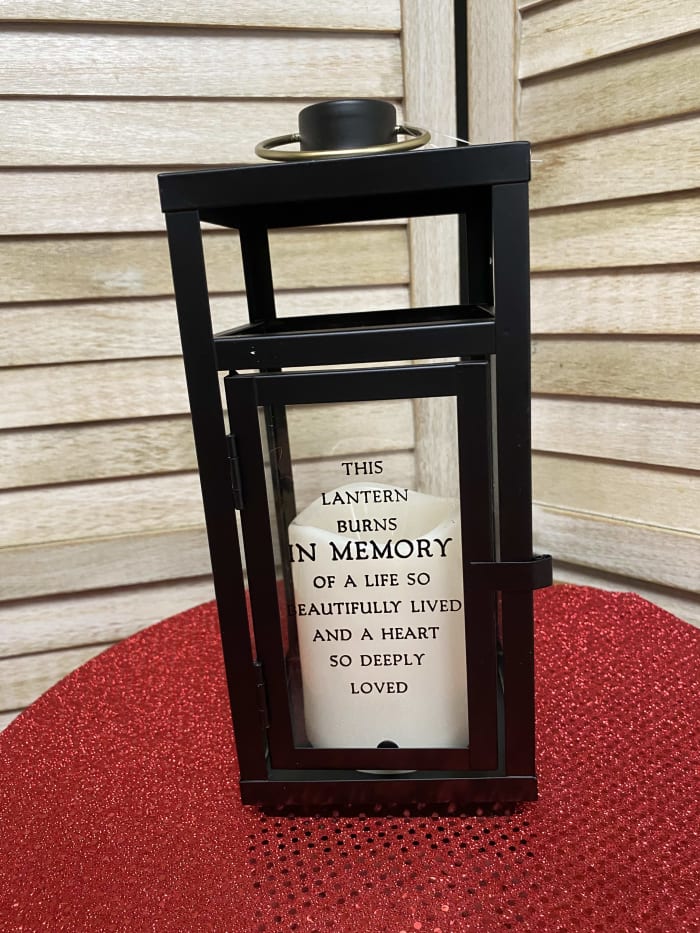 THIS
LANTERN
BURNS
IN MEMORY
OF A LIFE SO
BEAUTIFULLY LIVED
AND A HEART
SO DEEPLY
LOVED